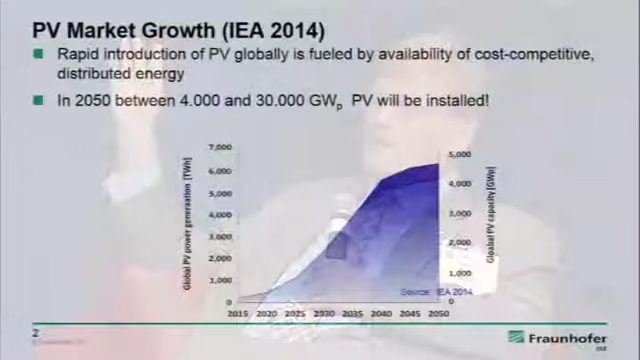 PV Market Growth (IEA 2014)
Rapid introduction of PV globally is fueled by availability of cost-competitive,
distributed energy
In 2050 between 4.000 and 30.000 GWp PV will be installed!
7,000
6,000
5,000
4,000
3,000
2,000
1,000
0
Global PV power generation [TWh]
5,000
4,000
3,000
2,000
1,000
0
Gloabal PV capacity [GWp]
Source: IEA 2014
2015 2020 2025 2030 2035 2040 2045 2050
2
Fraunhofer
ISE